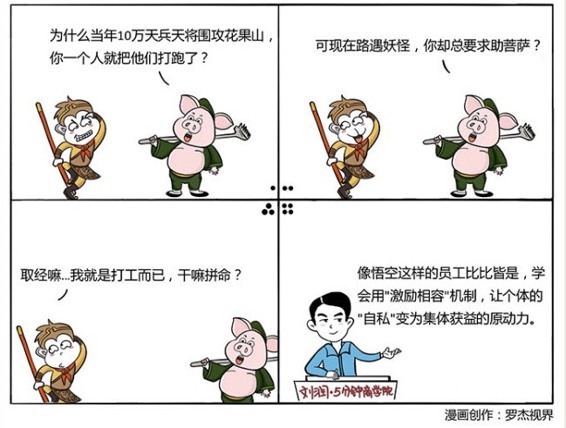 为什么当年10万天兵天将围攻花果山，
你一个人就把他们打跑了？
可现在路遇妖怪，你却总要求助菩萨？
取经嘛...我就是打工而已，干嘛拼命？
像悟空这样的员工比比皆是，学
会用"激励相容"机制，让个体的
"自私"变为集体获益的原动力。
刘润·5分钟商学院
漫画创作：罗杰视界